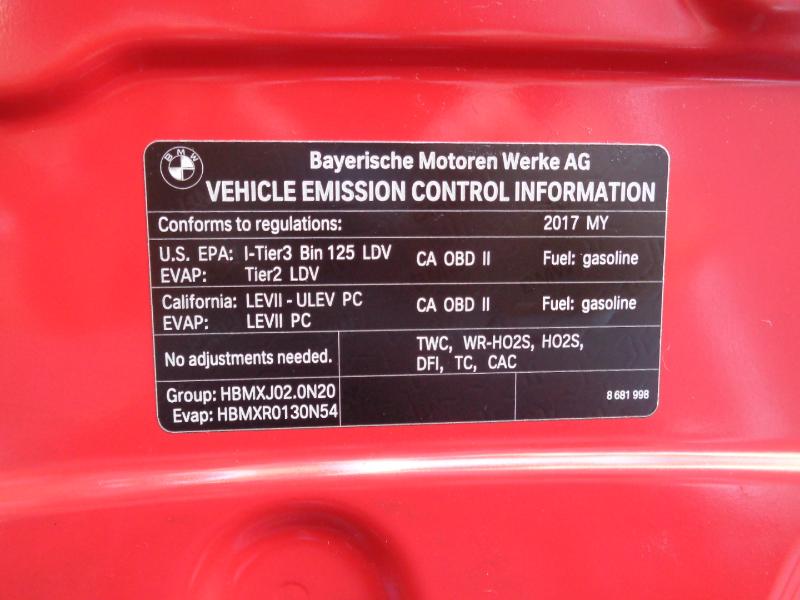 BMW
Bayerische Motoren Werke AG
VEHICLE EMISSION CONTROL INFORMATION
Conforms to regulations: 2017 MY
U.S. EPA: I-Tier3 Bin 125 LDV CA OBD II Fuel: gasoline
EVAP: Tier2 LDV
California: LEVII - ULEV PC CA OBD II Fuel: gasoline
EVAP: LEVII PC
No adjustments needed.
TWC, WR-HO2S, HO2S,
DFI, TC, CAC
Group: HBMXJ02.0N20
Evap: HBMXR0130N54
8 681 998